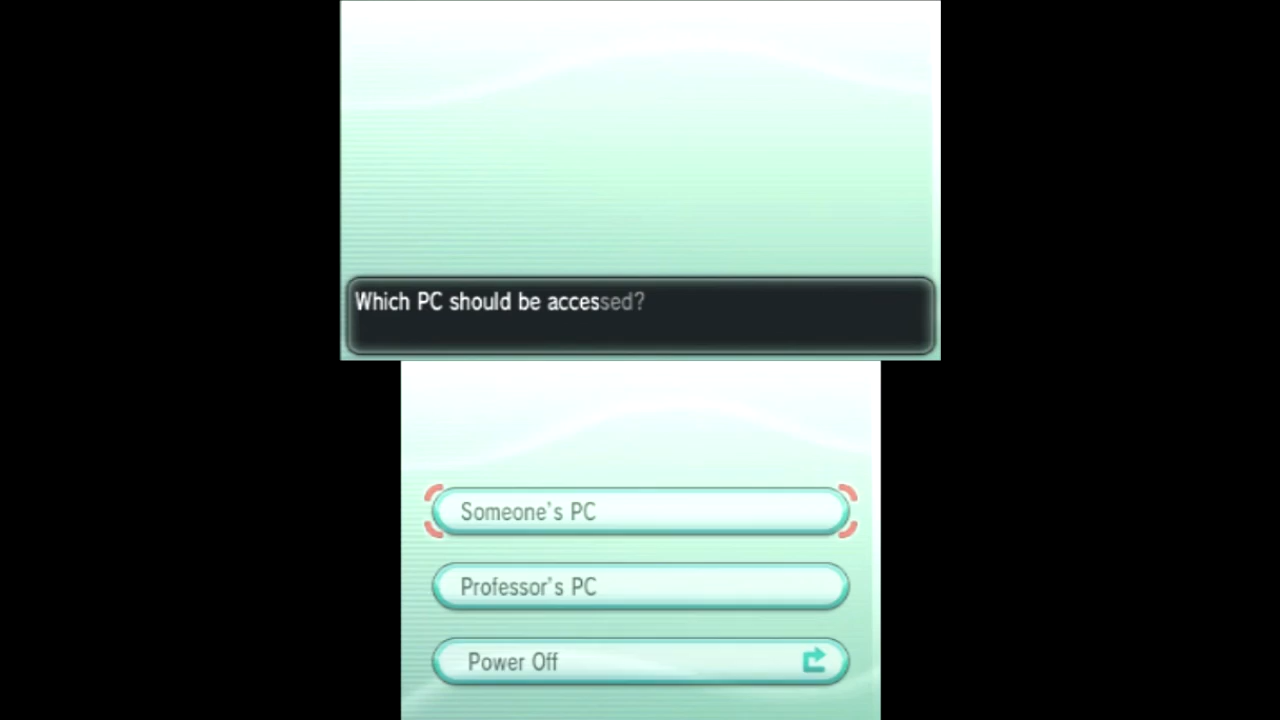 Which PC should be accessed?
Someone's PC
Professor's PC
Power Off